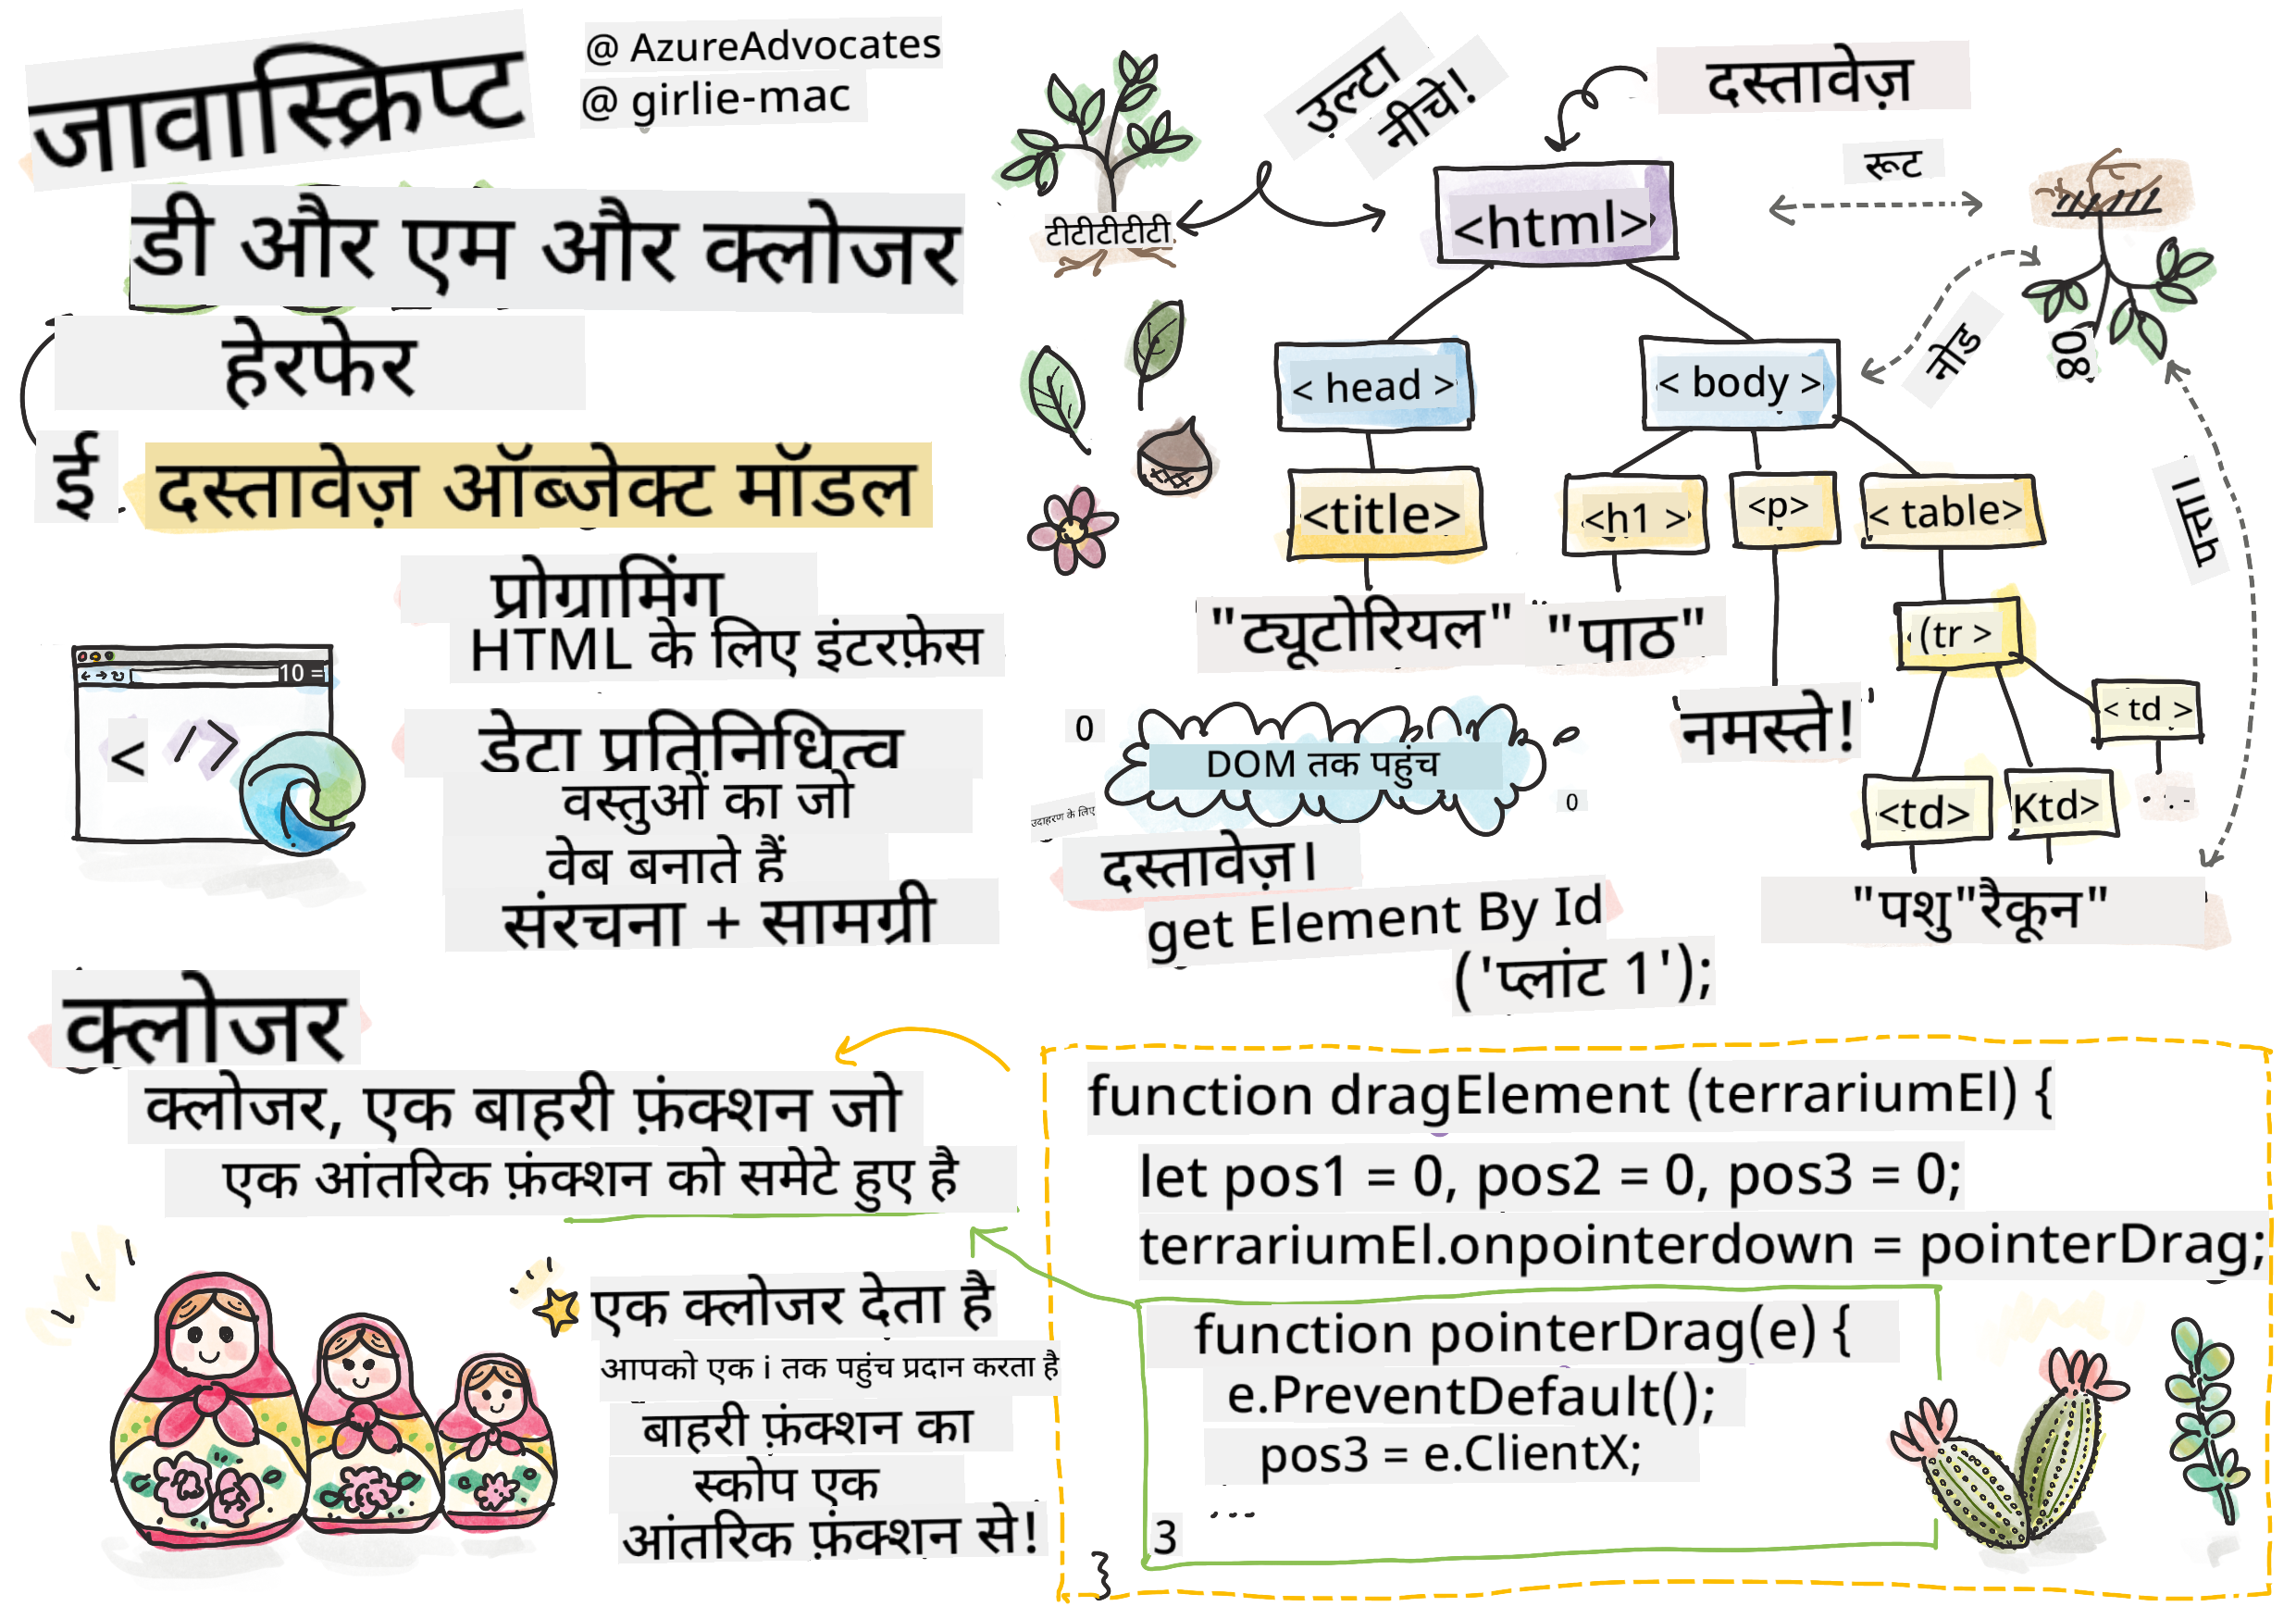 जावास्क्रिप्ट
@ AzureAdvocates
@ girlie-mac
डी और एम और क्लोजर
हेरफेर
ई
दस्तावेज़ ऑब्जेक्ट मॉडल
प्रोग्रामिंग
HTML के लिए इंटरफ़ेस
10 =
< />
डेटा प्रतिनिधित्व
वस्तुओं का जो
वेब बनाते हैं
संरचना + सामग्री
टीटीटीटीटी
उल्टा
नीचे!
दस्तावेज़
रूट
<html>
नोड
80
< head >
< body >
<title>
<h1 >
<p>
< table>
पत्ता।
"ट्यूटोरियल"
"पाठ"
(tr >
नमस्ते!
< td >
<td>
Ktd>
"पशु"रैकून"
0
DOM तक पहुंच
0
उदाहरण के लिए
दस्तावेज़।
get Element By Id
('प्लांट 1');
क्लोजर
क्लोजर, एक बाहरी फ़ंक्शन जो
एक आंतरिक फ़ंक्शन को समेटे हुए है
एक क्लोजर देता है
आपको एक i तक पहुंच प्रदान करता है
बाहरी फ़ंक्शन का
स्कोप एक
आंतरिक फ़ंक्शन से!
function dragElement (terrariumEl) {
let pos1 = 0, pos2 = 0, pos3 = 0;
terrariumEl.onpointerdown = pointerDrag;
function pointerDrag(e) {
e.PreventDefault();
pos3 = e.ClientX;
...
3
}